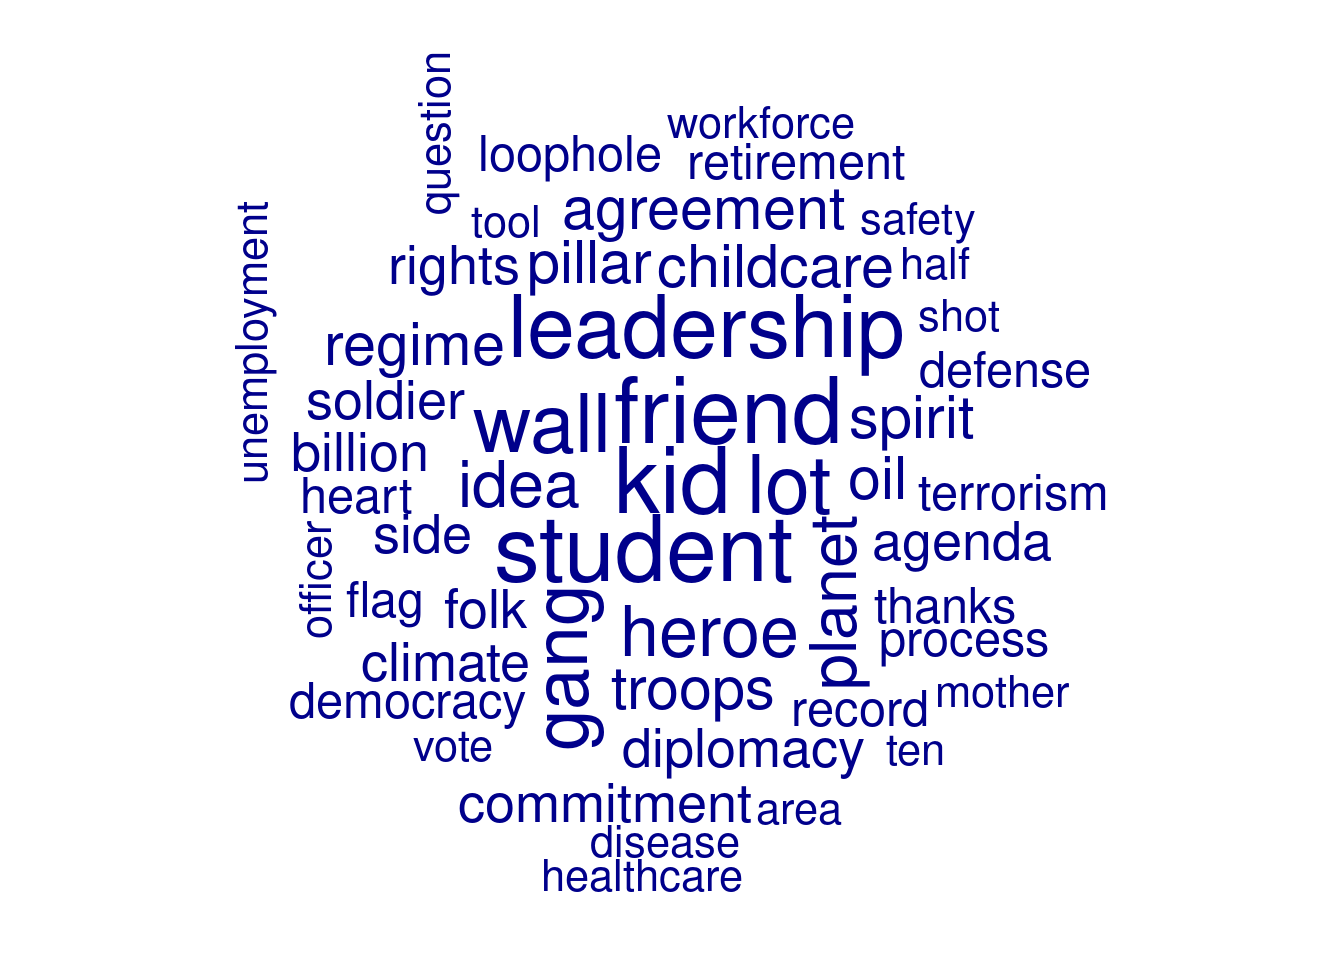 question
workforce
loophole
retirement
unemployment
tool
agreement
safety
rights
pillar
childcare
half
leadership
shot
regime
defense
soldier
wall
friend
spirit
billion
idea
kid
lot
oil
heart
terrorism
side
student
planet
agenda
officer
flag
folk
gang
heroe
thanks
climate
process
democracy
troops
record
mother
vote
diplomacy
ten
commitment
area
disease
healthcare